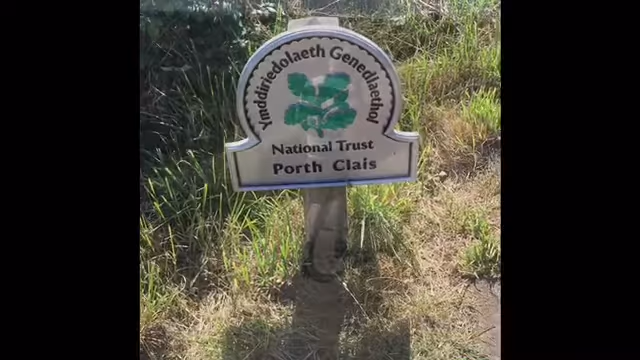 Ymddiriedolaeth Genedlaethol
National Trust
Porth Clais